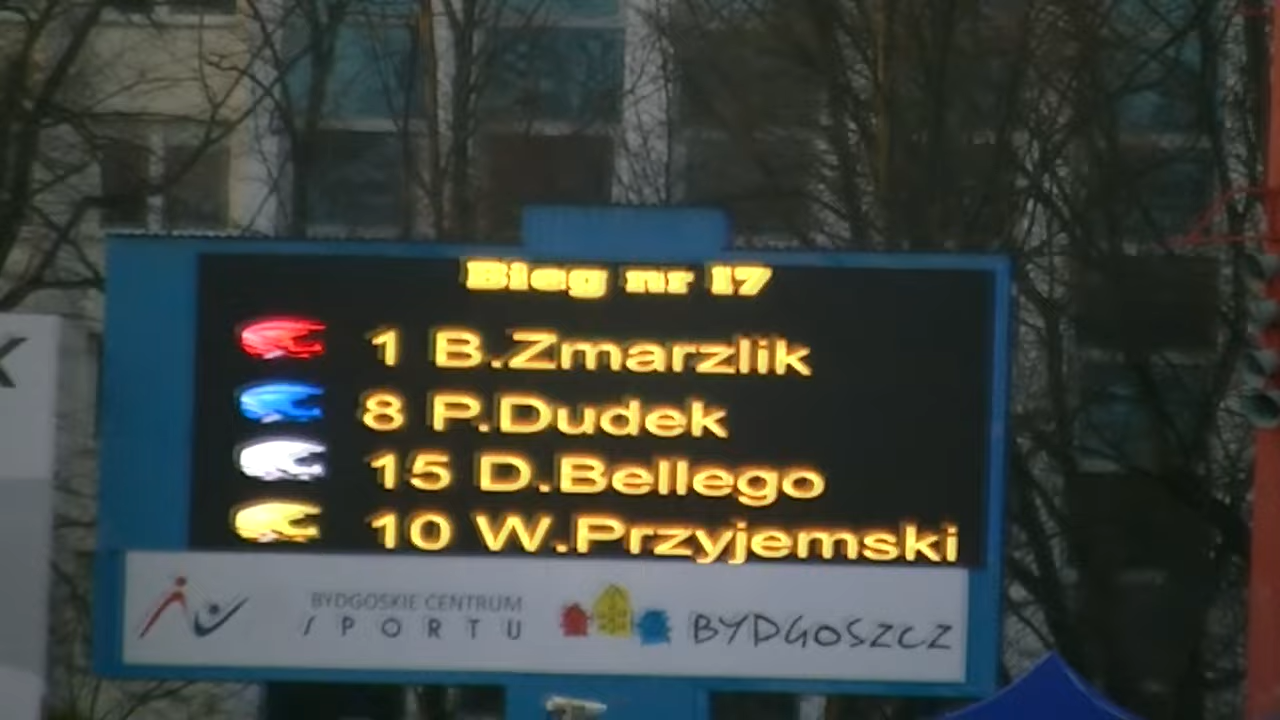 Bieg nr 17
1 B.Zmarzlik
8 P.Dudek
15 D.Bellego
10 W.Przyjemski
BYDGOSKIE CENTRUM
SPORTU
BYDGOSZCZ